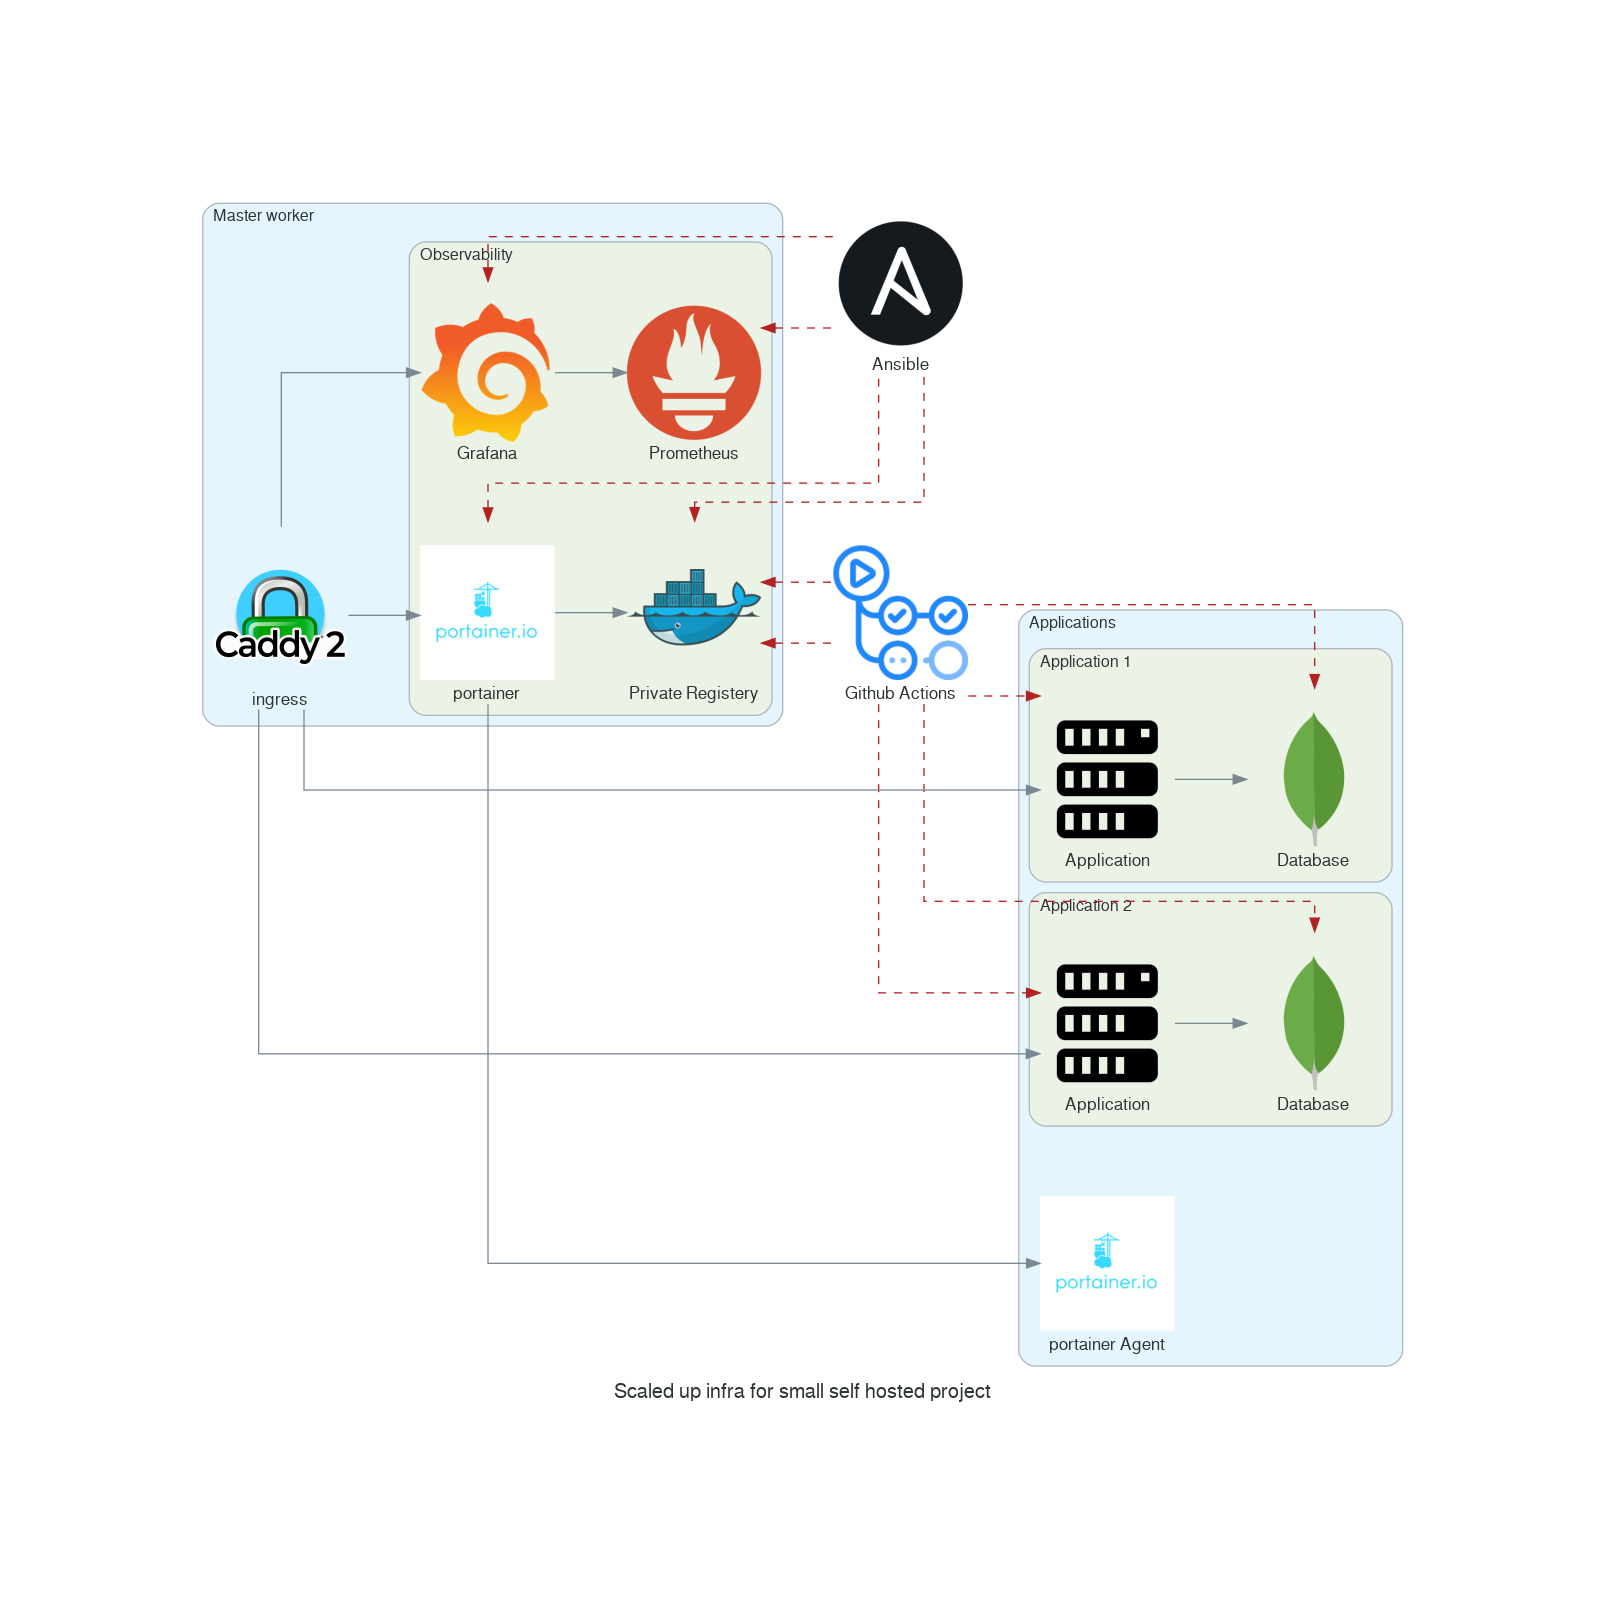 Master worker
Observability
Ansible
Grafana
Prometheus
Caddy 2
ingress
portainer.io
portainer
Private Registery
Github Actions
Applications
Application 1
Application
Database
Application 2
Application
Database
portainer.io
portainer Agent
Scaled up infra for small self hosted project